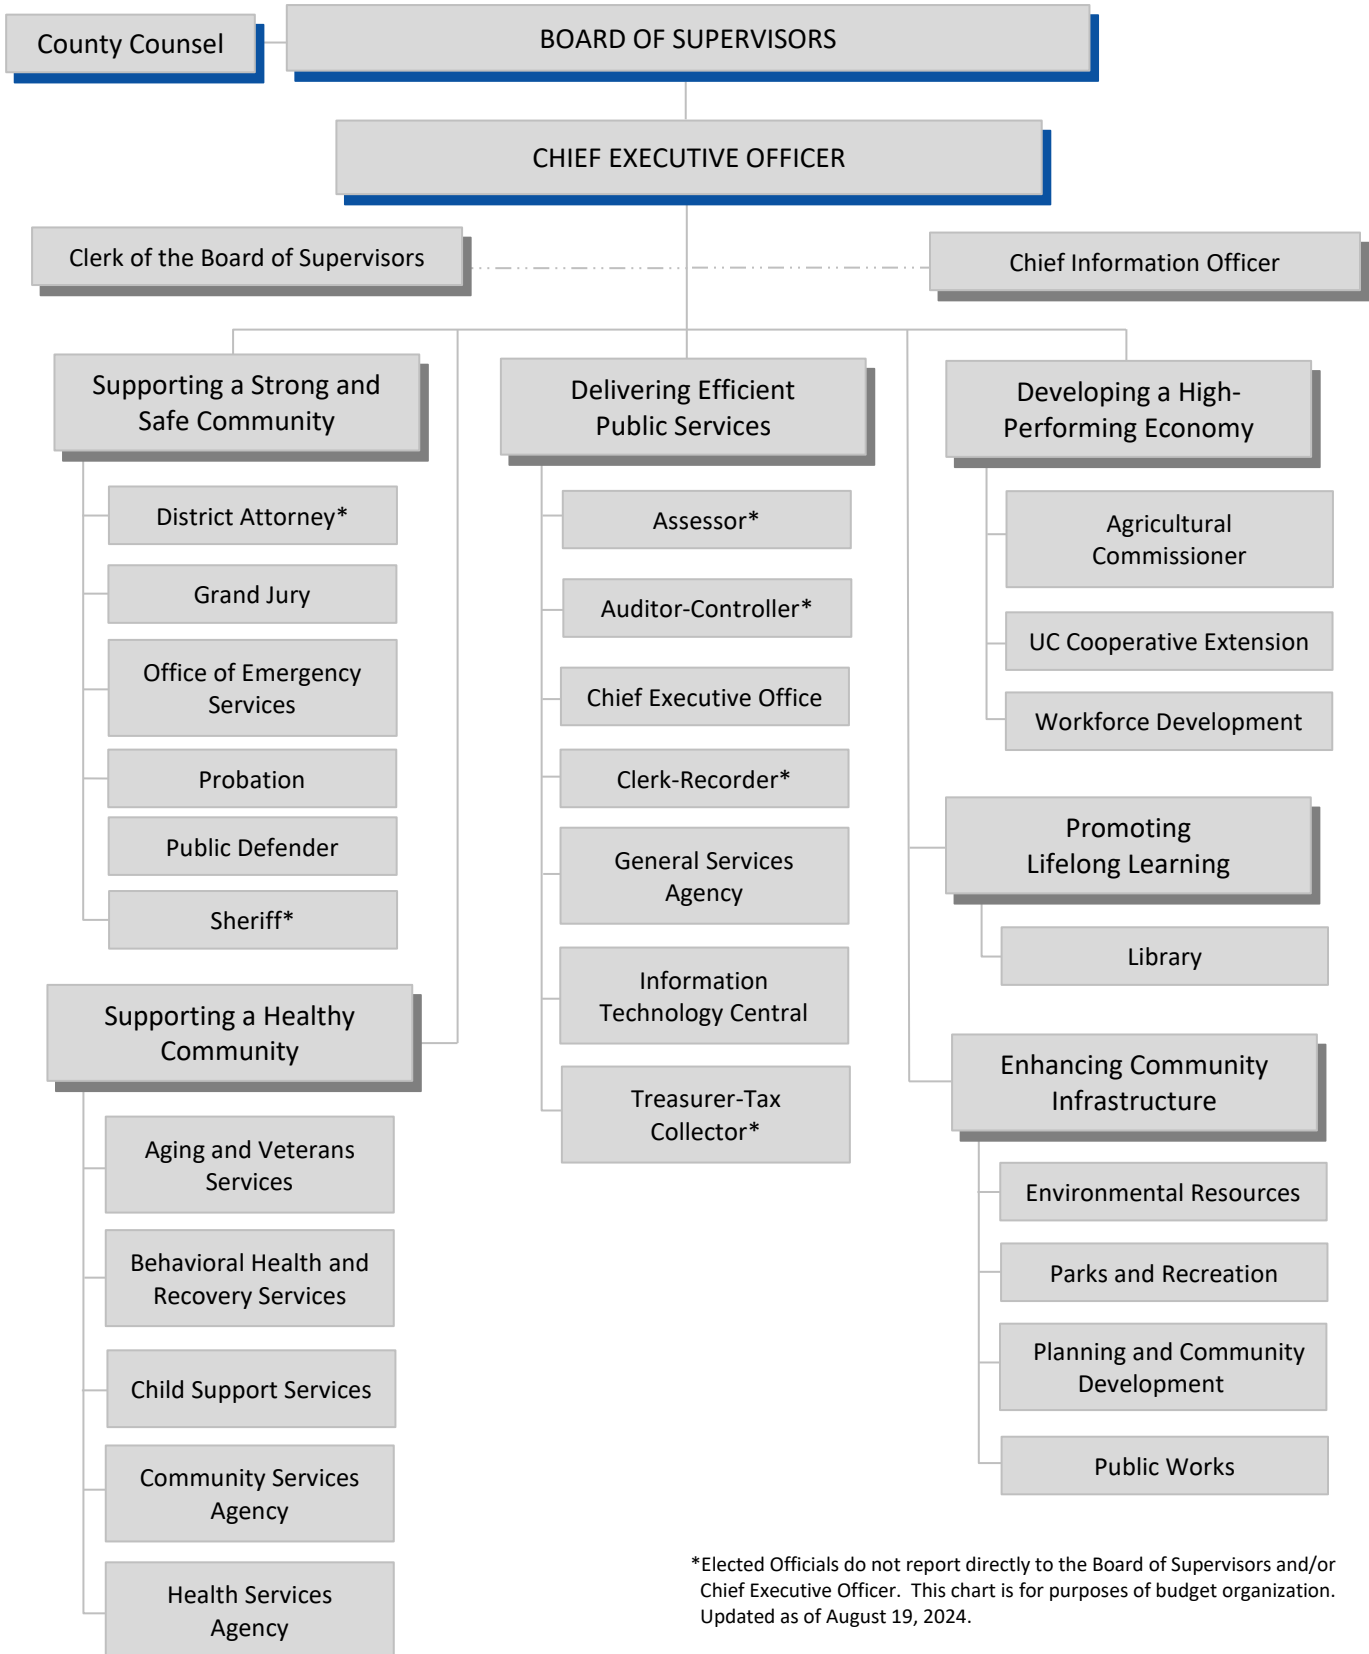 County Counsel
BOARD OF SUPERVISORS
CHIEF EXECUTIVE OFFICER
Clerk of the Board of Supervisors
Chief Information Officer
Supporting a Strong and
Safe Community
District Attorney*
Grand Jury
Office of Emergency
Services
Probation
Public Defender
Sheriff*
Supporting a Healthy
Community
Aging and Veterans
Services
Behavioral Health and
Recovery Services
Child Support Services
Community Services
Agency
Health Services
Agency
Delivering Efficient
Public Services
Assessor*
Auditor-Controller*
Chief Executive Office
Clerk-Recorder*
General Services
Agency
Information
Technology Central
Treasurer-Tax
Collector*
Developing a High-
Performing Economy
Agricultural
Commissioner
UC Cooperative Extension
Workforce Development
Promoting
Lifelong Learning
Library
Enhancing Community
Infrastructure
Environmental Resources
Parks and Recreation
Planning and Community
Development
Public Works
*Elected Officials do not report directly to the Board of Supervisors and/or
Chief Executive Officer.  This chart is for purposes of budget organization.
Updated as of August 19, 2024.